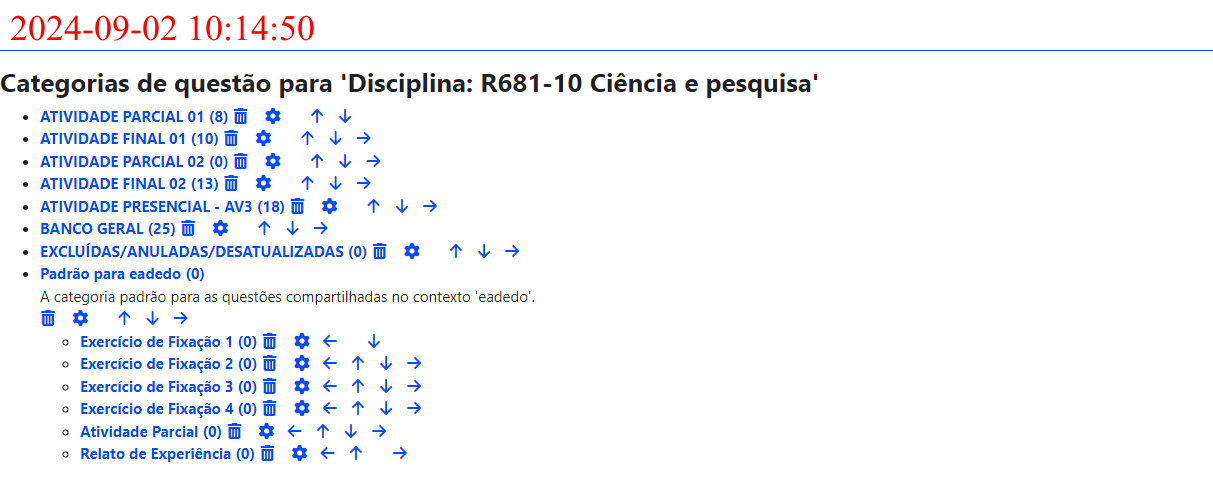 2024-09-02 10:14:50
Categorias de questão para 'Disciplina: R681-10 Ciência e pesquisa'
ATIVIDADE PARCIAL 01 (8)
ATIVIDADE FINAL 01 (10)
ATIVIDADE PARCIAL 02 (0)
ATIVIDADE FINAL 02 (13)
ATIVIDADE PRESENCIAL - AV3 (18)
BANCO GERAL (25)
EXCLUÍDAS/ANULADAS/DESATUALIZADAS (0)
Padrão para eadedo (0)
A categoria padrão para as questões compartilhadas no contexto 'eadedo'.
Exercício de Fixação 1 (0)
Exercício de Fixação 2 (0)
Exercício de Fixação 3 (0)
Exercício de Fixação 4 (0)
Atividade Parcial (0)
Relato de Experiência (0)